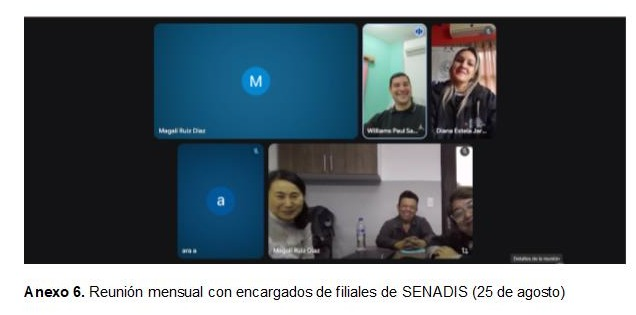 M
Magali Ruiz Diaz
Williams Paul Sa...
Diana Estela Jar...
a
ara a
Magali Ruiz Diaz
Detalles de la reunión
Anexo 6. Reunión mensual con encargados de filiales de SENADIS (25 de agosto)